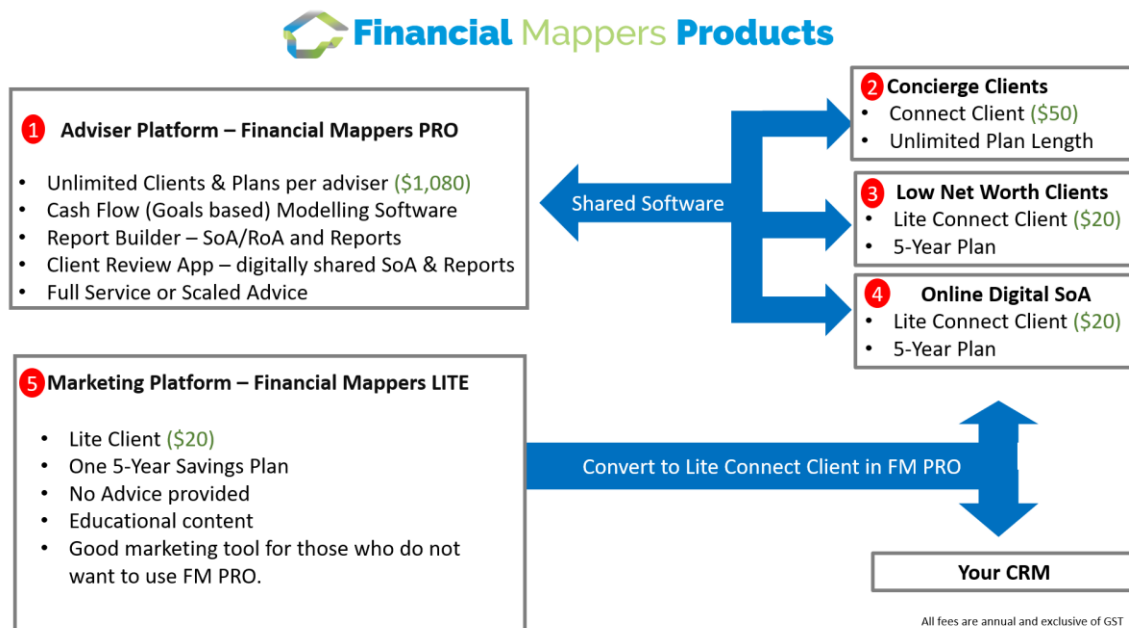 Financial Mappers Products
1 Adviser Platform – Financial Mappers PRO
• Unlimited Clients & Plans per adviser ($1,080)
• Cash Flow (Goals based) Modelling Software
• Report Builder – SoA/RoA and Reports
• Client Review App – digitally shared SoA & Reports
• Full Service or Scaled Advice
Shared Software
2 Concierge Clients
• Connect Client ($50)
• Unlimited Plan Length
3 Low Net Worth Clients
• Lite Connect Client ($20)
• 5-Year Plan
4 Online Digital SoA
• Lite Connect Client ($20)
• 5-Year Plan
5 Marketing Platform – Financial Mappers LITE
• Lite Client ($20)
• One 5-Year Savings Plan
• No Advice provided
• Educational content
• Good marketing tool for those who do not
want to use FM PRO.
Convert to Lite Connect Client in FM PRO
Your CRM
All fees are annual and exclusive of GST